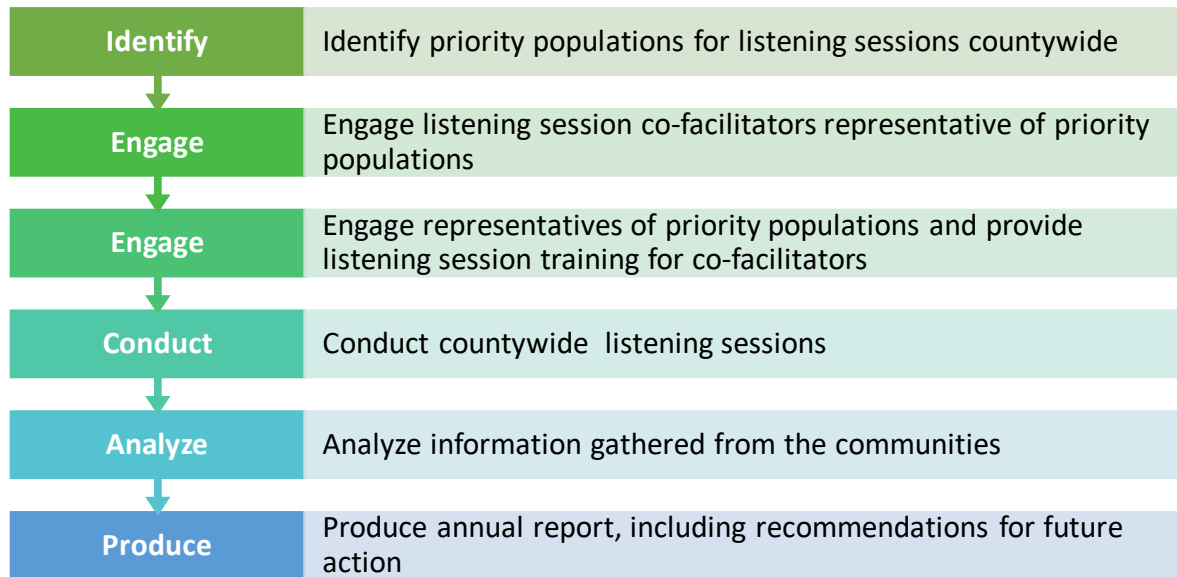 Identify
Identify priority populations for listening sessions countywide
Engage
Engage listening session co-facilitators representative of priority
populations
Engage
Engage representatives of priority populations and provide
listening session training for co-facilitators
Conduct
Conduct countywide  listening sessions
Analyze
Analyze information gathered from the communities
Produce
Produce annual report, including recommendations for future
action